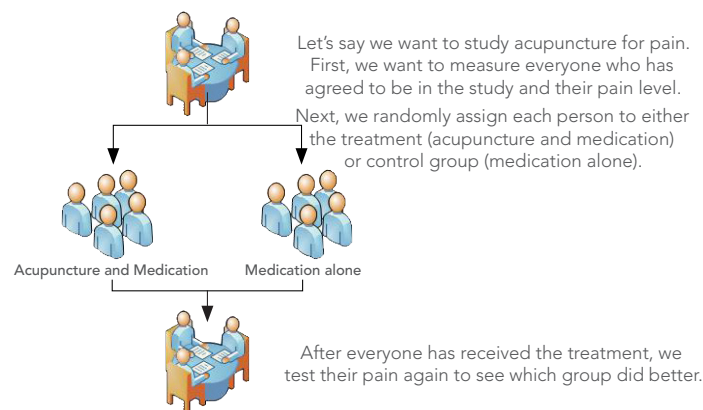 Let's say we want to study acupuncture for pain.
First, we want to measure everyone who has
agreed to be in the study and their pain level.
Next, we randomly assign each person to either
the treatment (acupuncture and medication)
or control group (medication alone).
Acupuncture and Medication
Medication alone
After everyone has received the treatment, we
test their pain again to see which group did better.